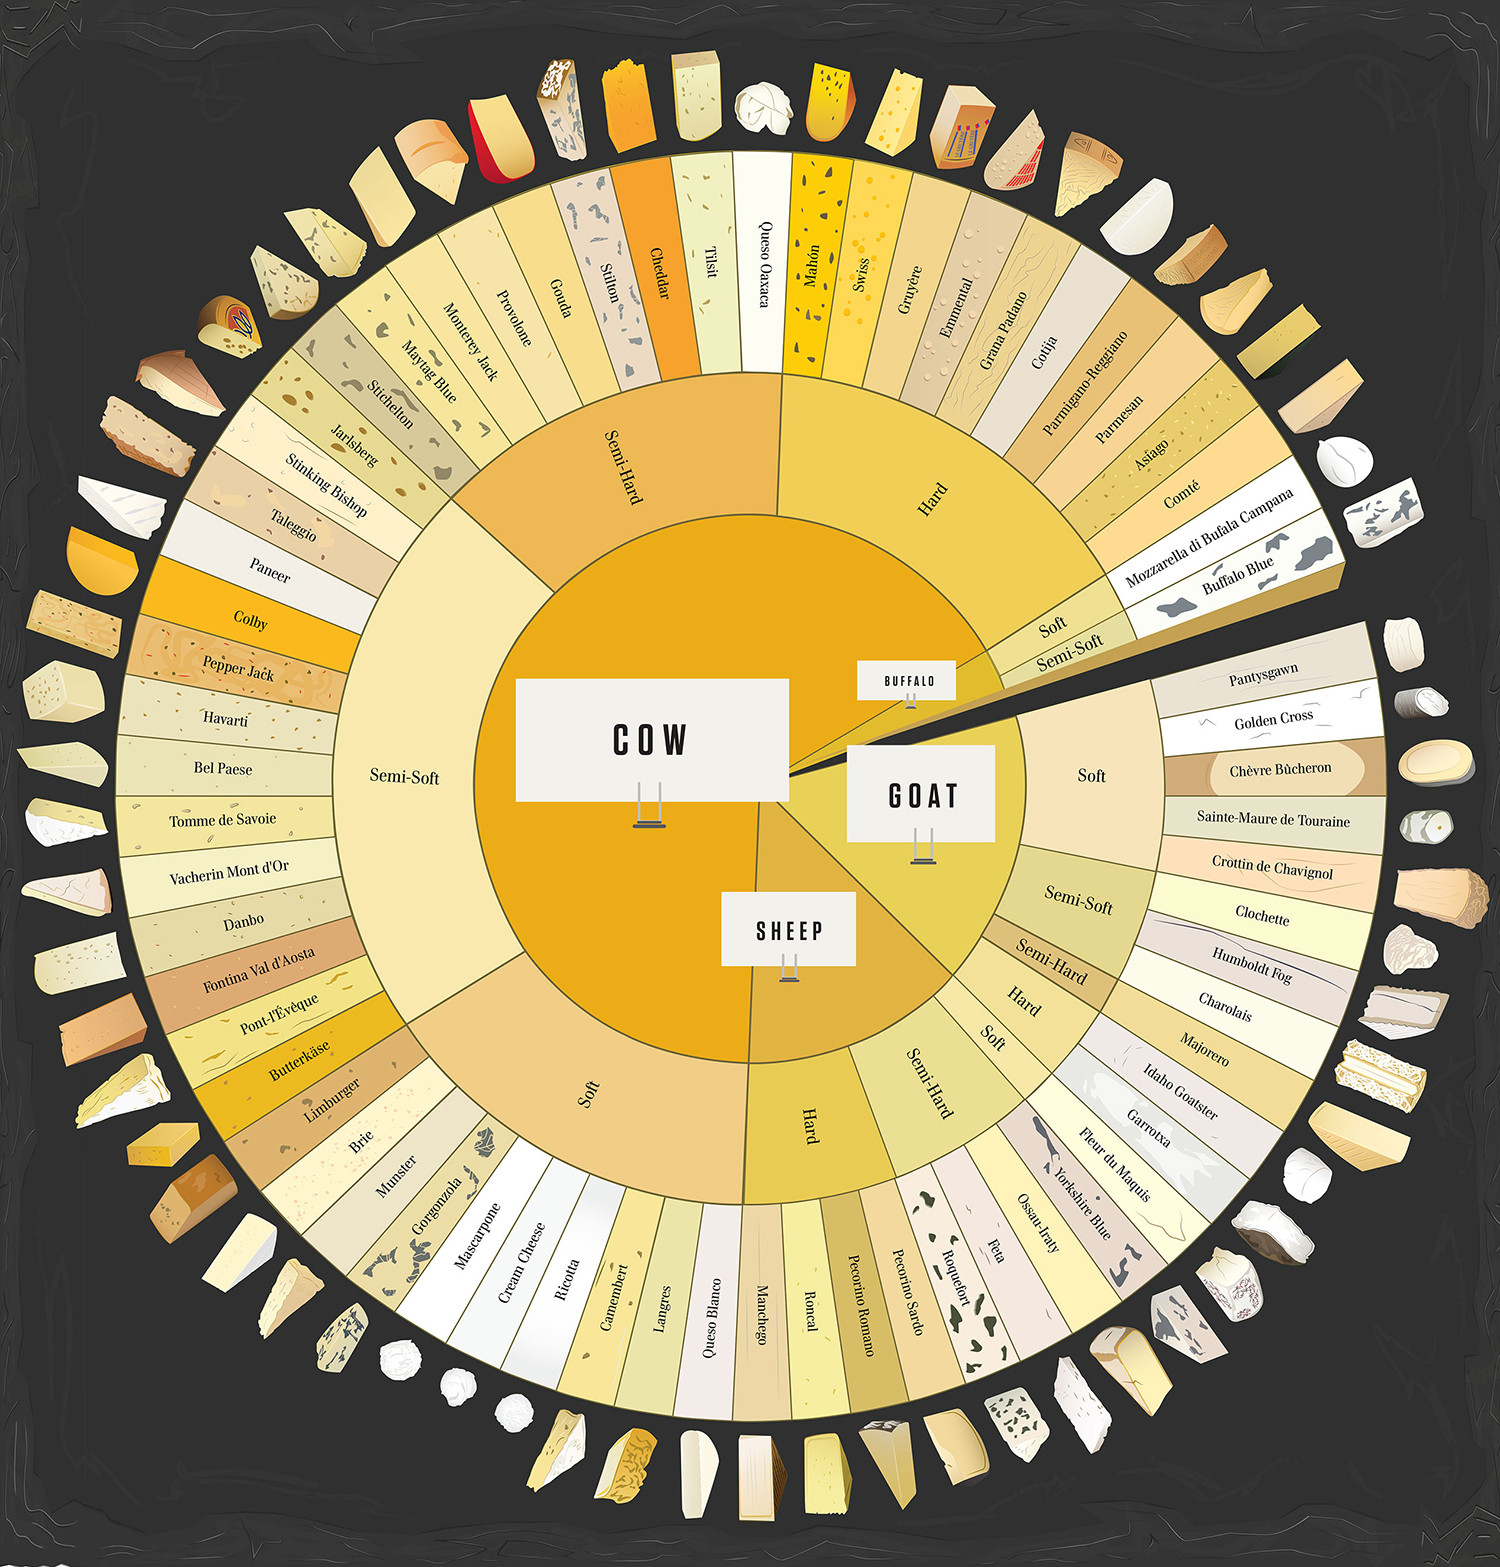 COW
BUFFALO
GOAT
SHEEP
Semi-Hard
Hard
Soft
Semi-Soft
Soft
Semi-Soft
Semi-Hard
Hard
Soft
Semi-Hard
Hard
Soft
Semi-Soft
Queso Oaxaca
Mahón
Swiss
Gruyère
Emmental
Grana Padano
Cotija
Parmigano-Reggiano
Parmesan
Asiago
Comté
Mozzarella di Bufala Campana
Buffalo Blue
Pantysgawn
Golden Cross
Chèvre Bûcheron
Sainte-Maure de Touraine
Crottin de Chavignol
Clochette
Humboldt Fog
Charolais
Majorero
Idaho Goatster
Garrotxa
Fleur du Maquis
Yorkshire Blue
Ossau-Iraty
Feta
Roquefort
Pecorino Sardo
Pecorino Romano
Roncal
Manchego
Queso Blanco
Langres
Camembert
Ricotta
Cream Cheese
Mascarpone
Gorgonzola
Munster
Brie
Limburger
Butterkäse
Pont-l'Évêque
Fontina Val d'Aosta
Danbo
Vacherin Mont d'Or
Tomme de Savoie
Bel Paese
Havarti
Pepper Jack
Colby
Paneer
Taleggio
Stinking Bishop
Jarlsberg
Stichelton
Maytag Blue
Monterey Jack
Provolone
Gouda
Stilton
Cheddar
Tilsit